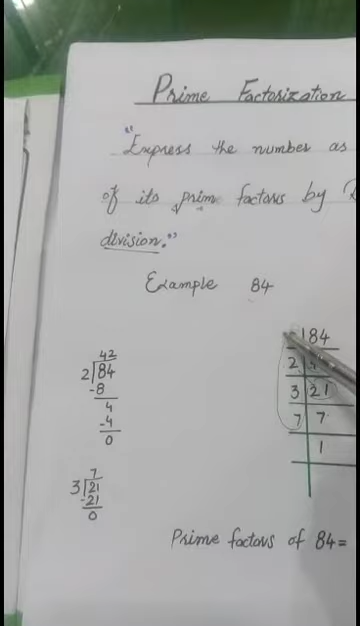 Prime Factorization
"Express the number as
of its prime factors by
division."
Example 84
84
2
3 21
7 7
1
42
2 84
-8
4
-4
0
7
3 21
-21
0
Prime factors of 84=